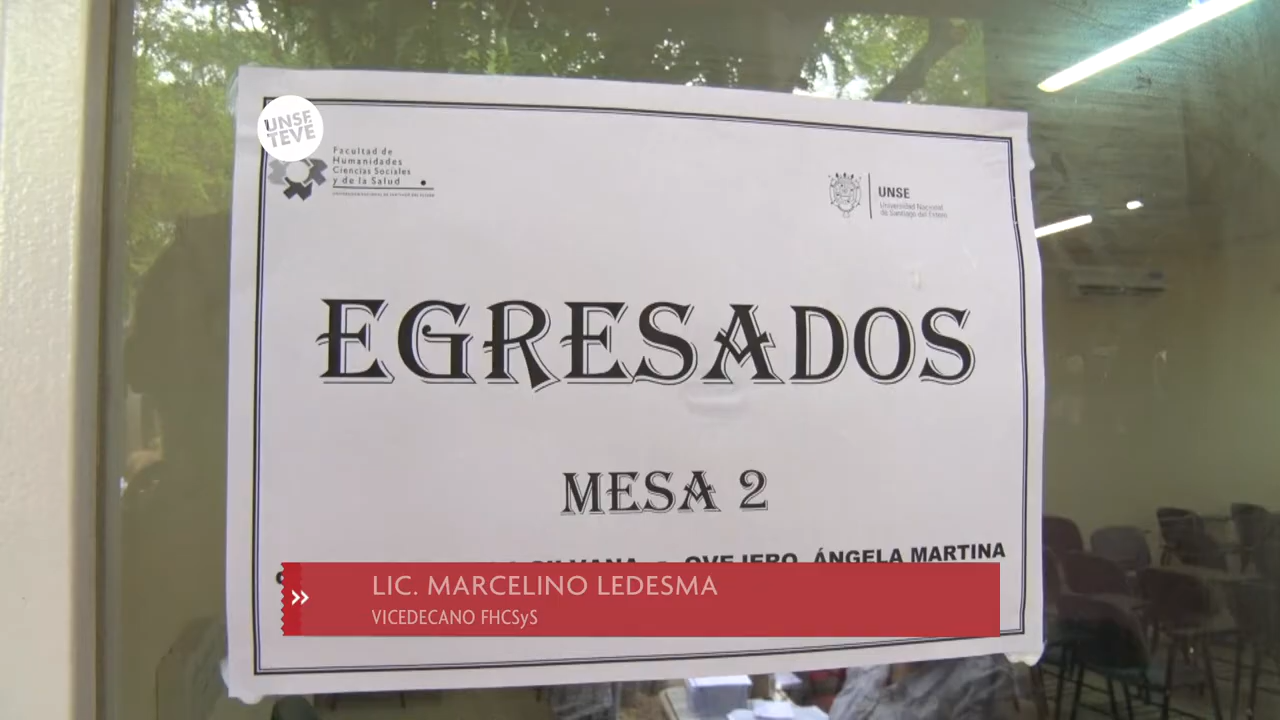 UNSE
TEVE
Facultad de
Humanidades
Ciencias Sociales
y de la Salud
UNSE
Universidad Nacional
de Santiago del Estero
EGRESADOS
MESA 2
SILVANA - OVEJERO, ÁNGELA MARTINA
LIC. MARCELINO LEDESMA
VICEDECANO FHCSyS